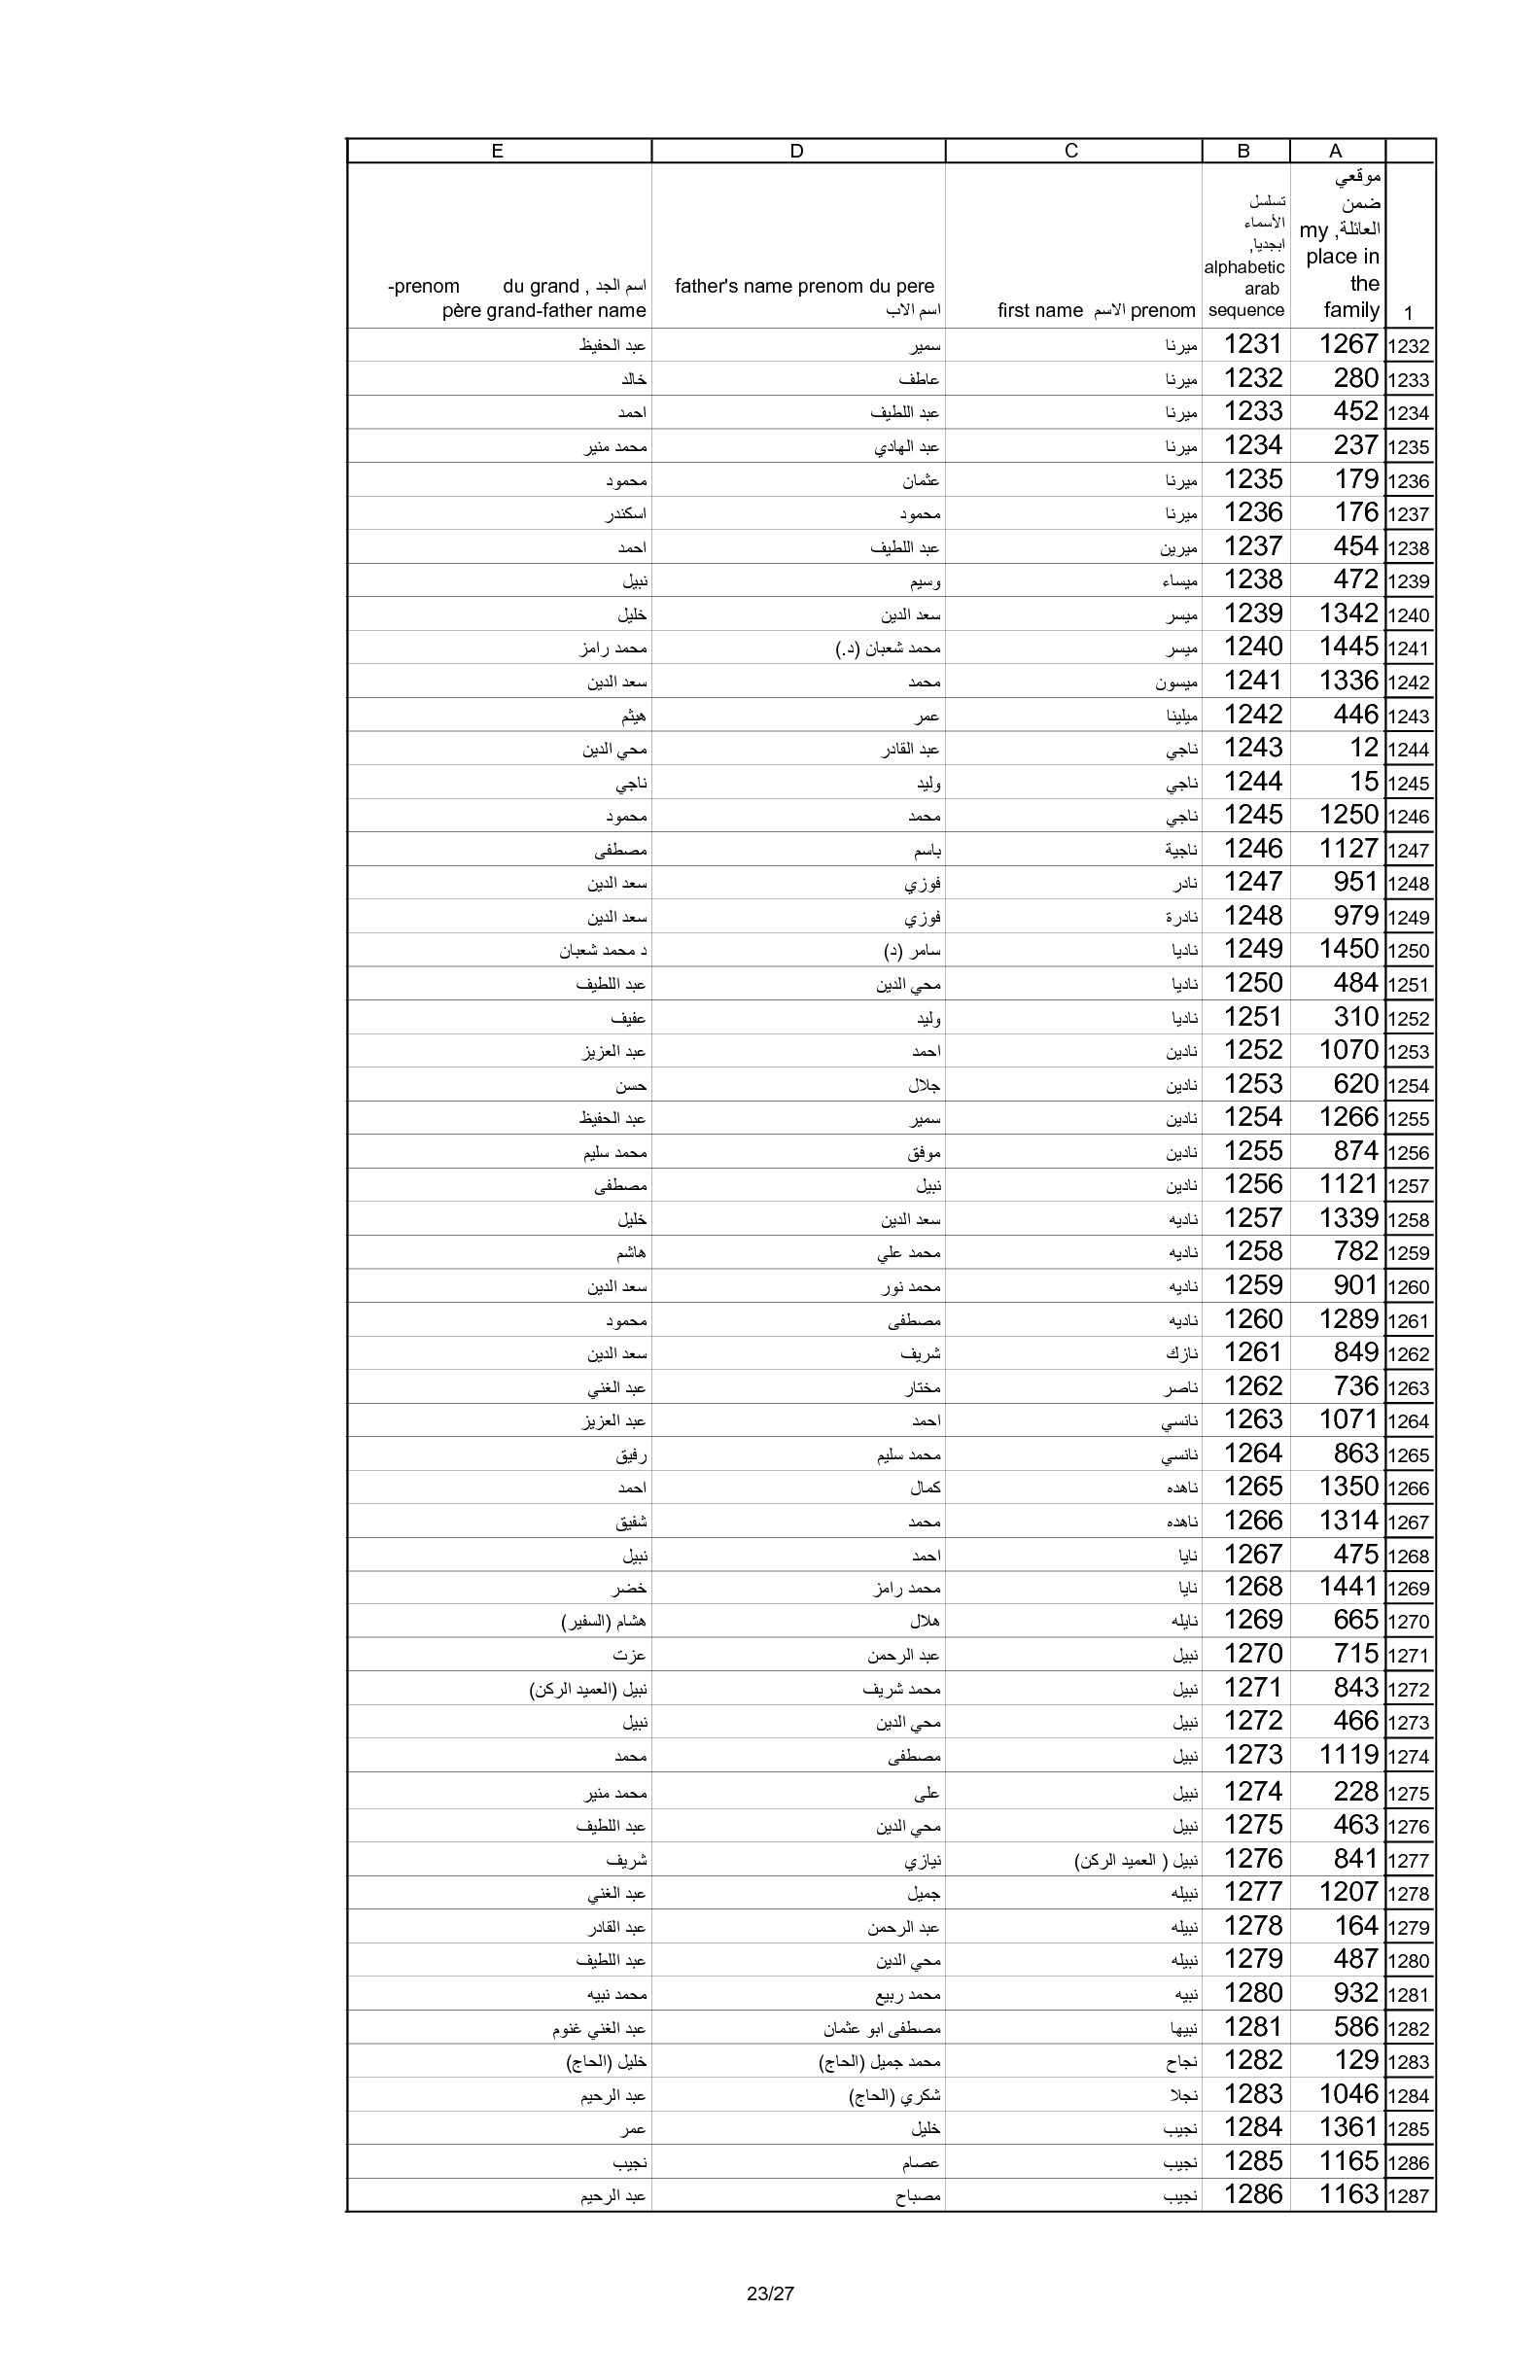 A B C D E
1 موقعي ضمن العائلة, my place in the family تسلسل الأسماء ابجديا, alphabetic arab sequence first name الاسم prenom father's name prenom du pere اسم الاب اسم الجد , du grand -prenom père grand-father name
1232 1267 1231 ميرنا سمير عبد الحفيظ
1233 280 1232 ميرنا عاطف خالد
1234 452 1233 ميرنا عبد اللطيف احمد
1235 237 1234 ميرنا عبد الهادي محمد منير
1236 179 1235 ميرنا عثمان محمود
1237 176 1236 ميرنا محمود اسكندر
1238 454 1237 ميرين عبد اللطيف احمد
1239 472 1238 ميساء وسيم نبيل
1240 1342 1239 ميسر سعد الدين خليل
1241 1445 1240 ميسر محمد شعبان (د.) محمد رامز
1242 1336 1241 ميسون محمد سعد الدين
1243 446 1242 ميلينا عمر هيثم
1244 12 1243 ناجي عبد القادر محي الدين
1245 15 1244 ناجي وليد ناجي
1246 1250 1245 ناجي محمد محمود
1247 1127 1246 ناجية باسم مصطفى
1248 951 1247 نادر فوزي سعد الدين
1249 979 1248 نادرة فوزي سعد الدين
1250 1450 1249 ناديا سامر (د) د محمد شعبان
1251 484 1250 ناديا محي الدين عبد اللطيف
1252 310 1251 ناديا وليد عفيف
1253 1070 1252 نادين احمد عبد العزيز
1254 620 1253 نادين جلال حسن
1255 1266 1254 نادين سمير عبد الحفيظ
1256 874 1255 نادين موفق محمد سليم
1257 1121 1256 نادين نبيل مصطفى
1258 1339 1257 ناديه سعد الدين خليل
1259 782 1258 ناديه محمد علي هاشم
1260 901 1259 ناديه محمد نور سعد الدين
1261 1289 1260 ناديه مصطفى محمود
1262 849 1261 نازك شريف سعد الدين
1263 736 1262 ناصر مختار عبد الغني
1264 1071 1263 نانسي احمد عبد العزيز
1265 863 1264 نانسي محمد سليم رفيق
1266 1350 1265 ناهده كمال احمد
1267 1314 1266 ناهده محمد شفيق
1268 475 1267 نايا احمد نبيل
1269 1441 1268 نايا محمد رامز خضر
1270 665 1269 نايله هلال هشام (السفير)
1271 715 1270 نبيل عبد الرحمن عزت
1272 843 1271 نبيل محمد شريف نبيل (العميد الركن)
1273 466 1272 نبيل محي الدين نبيل
1274 1119 1273 نبيل مصطفى محمد
1275 228 1274 نبيل على محمد منير
1276 463 1275 نبيل محي الدين عبد اللطيف
1277 841 1276 نبيل ( العميد الركن) نيازي شريف
1278 1207 1277 نبيله جميل عبد الغني
1279 164 1278 نبيله عبد الرحمن عبد القادر
1280 487 1279 نبيله محي الدين عبد اللطيف
1281 932 1280 نبيه محمد ربيع محمد نبيه
1282 586 1281 نبيها مصطفى ابو عثمان عبد الغني غنوم
1283 129 1282 نجاح محمد جميل (الحاج) خليل (الحاج)
1284 1046 1283 نجلا شكري (الحاج) عبد الرحيم
1285 1361 1284 نجيب خليل عمر
1286 1165 1285 نجيب عصام نجيب
1287 1163 1286 نجيب مصباح عبد الرحيم
23/27